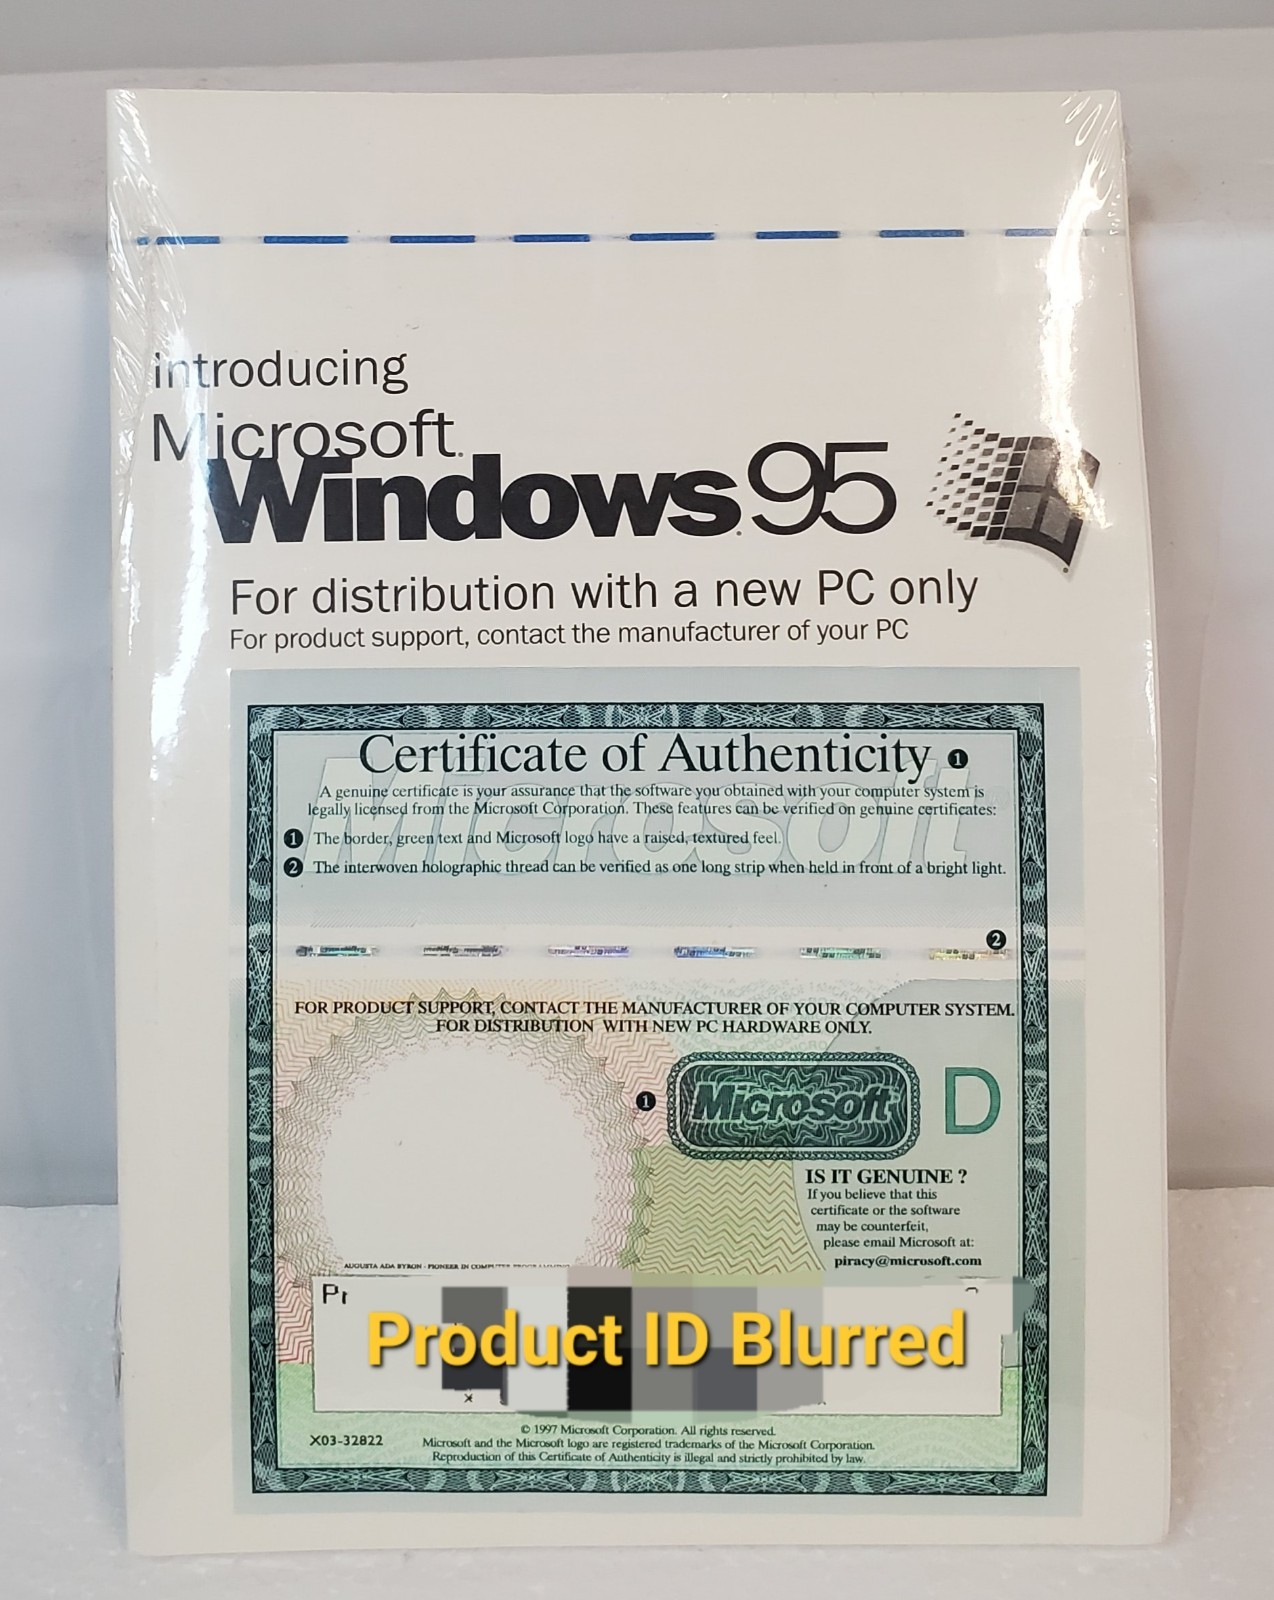 introducing
Microsoft
Windows 95
For distribution with a new PC only
For product support, contact the manufacturer of your PC
Certificate of Authenticity 1
A genuine certificate is your assurance that the software you obtained with your computer system is
legally licensed from the Microsoft Corporation. These features can be verified on genuine certificates:
1 The border, green text and Microsoft logo have a raised, textured feel.
2 The interwoven holographic thread can be verified as one long strip when held in front of a bright light.
Microsoft
2
FOR PRODUCT SUPPORT, CONTACT THE MANUFACTURER OF YOUR COMPUTER SYSTEM.
FOR DISTRIBUTION WITH NEW PC HARDWARE ONLY.
1 Microsoft D
IS IT GENUINE ?
If you believe that this
certificate or the software
may be counterfeit,
please email Microsoft at:
piracy@microsoft.com
AUGUSTA ADA BYRON - PIONEER IN COMPUTER PROGRAMMING
Product ID Blurred
X03-32822
© 1997 Microsoft Corporation. All rights reserved.
Microsoft and the Microsoft logo are registered trademarks of the Microsoft Corporation.
Reproduction of this Certificate of Authenticity is illegal and strictly prohibited by law.